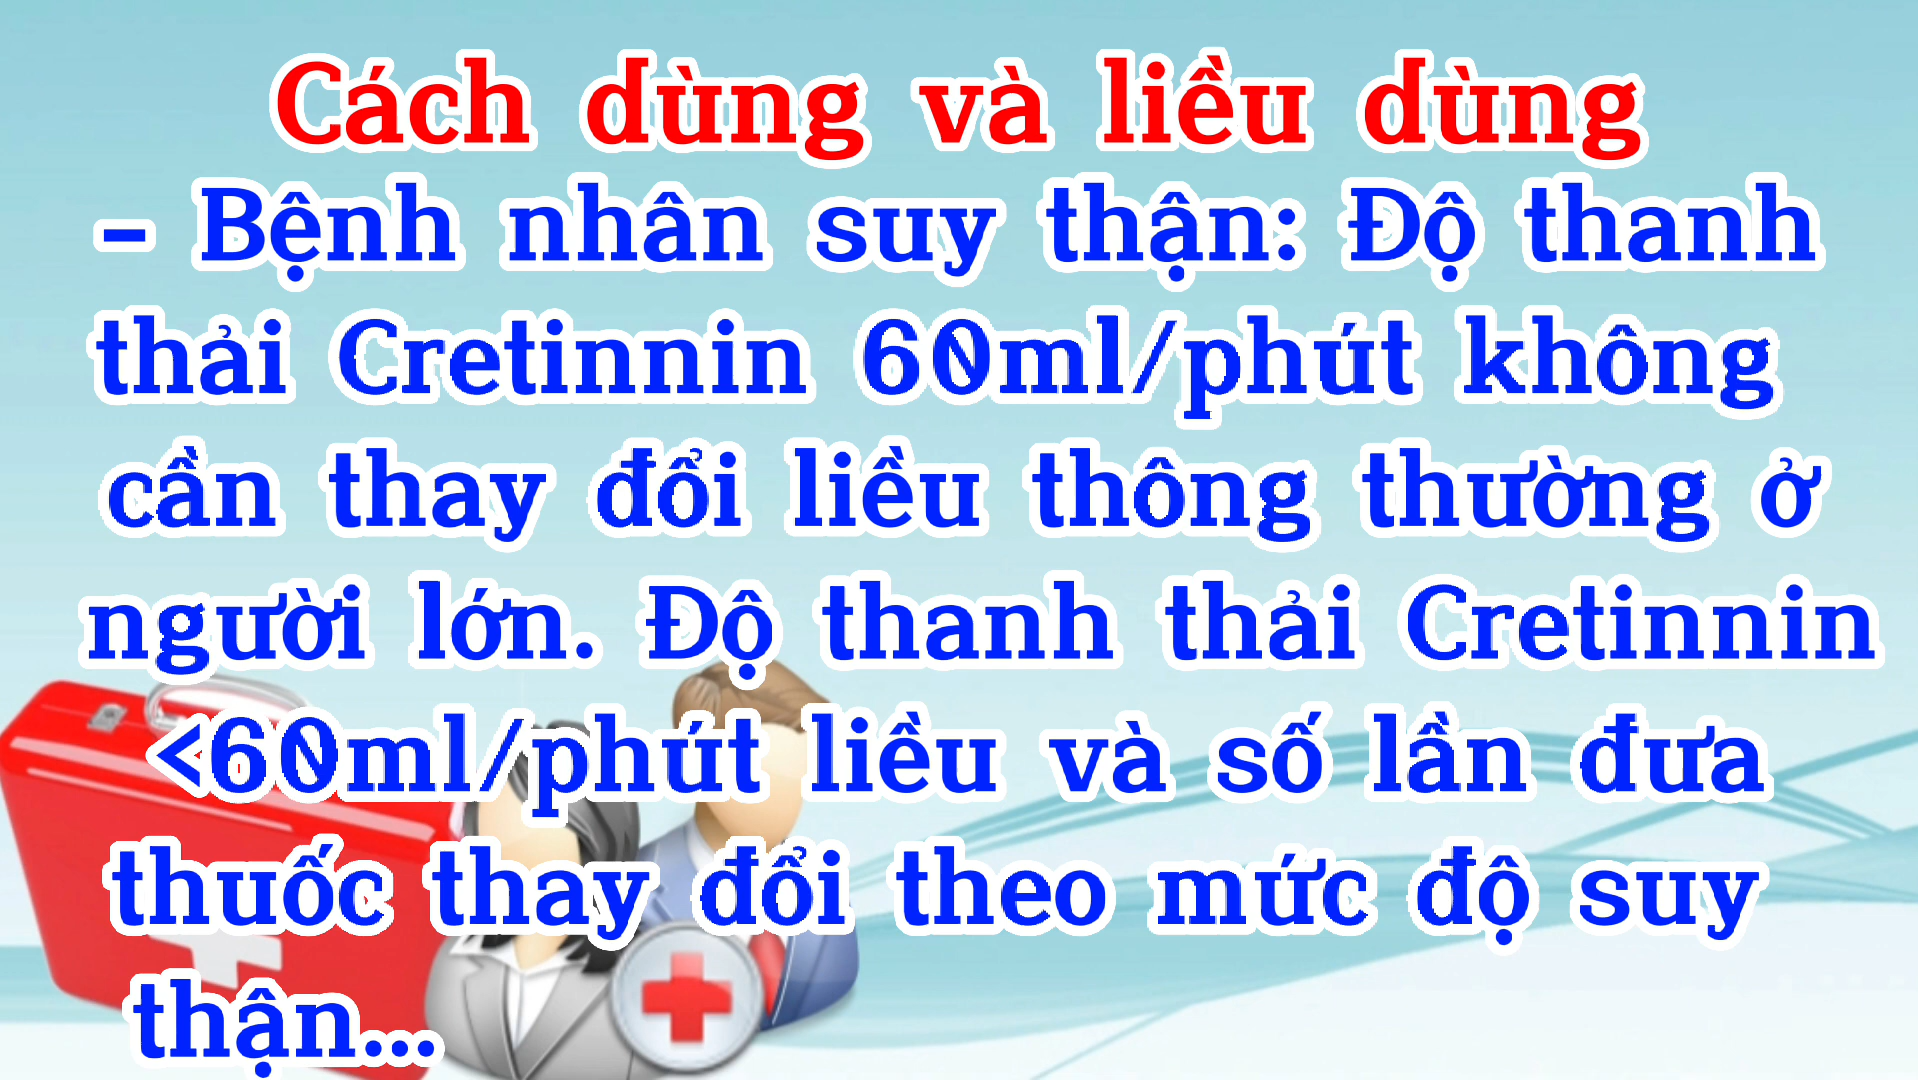 Cách dùng và liều dùng
- Bệnh nhân suy thận: Độ thanh
thải Cretinnin 60ml/phút không
cần thay đổi liều thông thường ở
người lớn. Độ thanh thải Cretinnin
<60ml/phút liều và số lần đưa
thuốc thay đổi theo mức độ suy
thận...